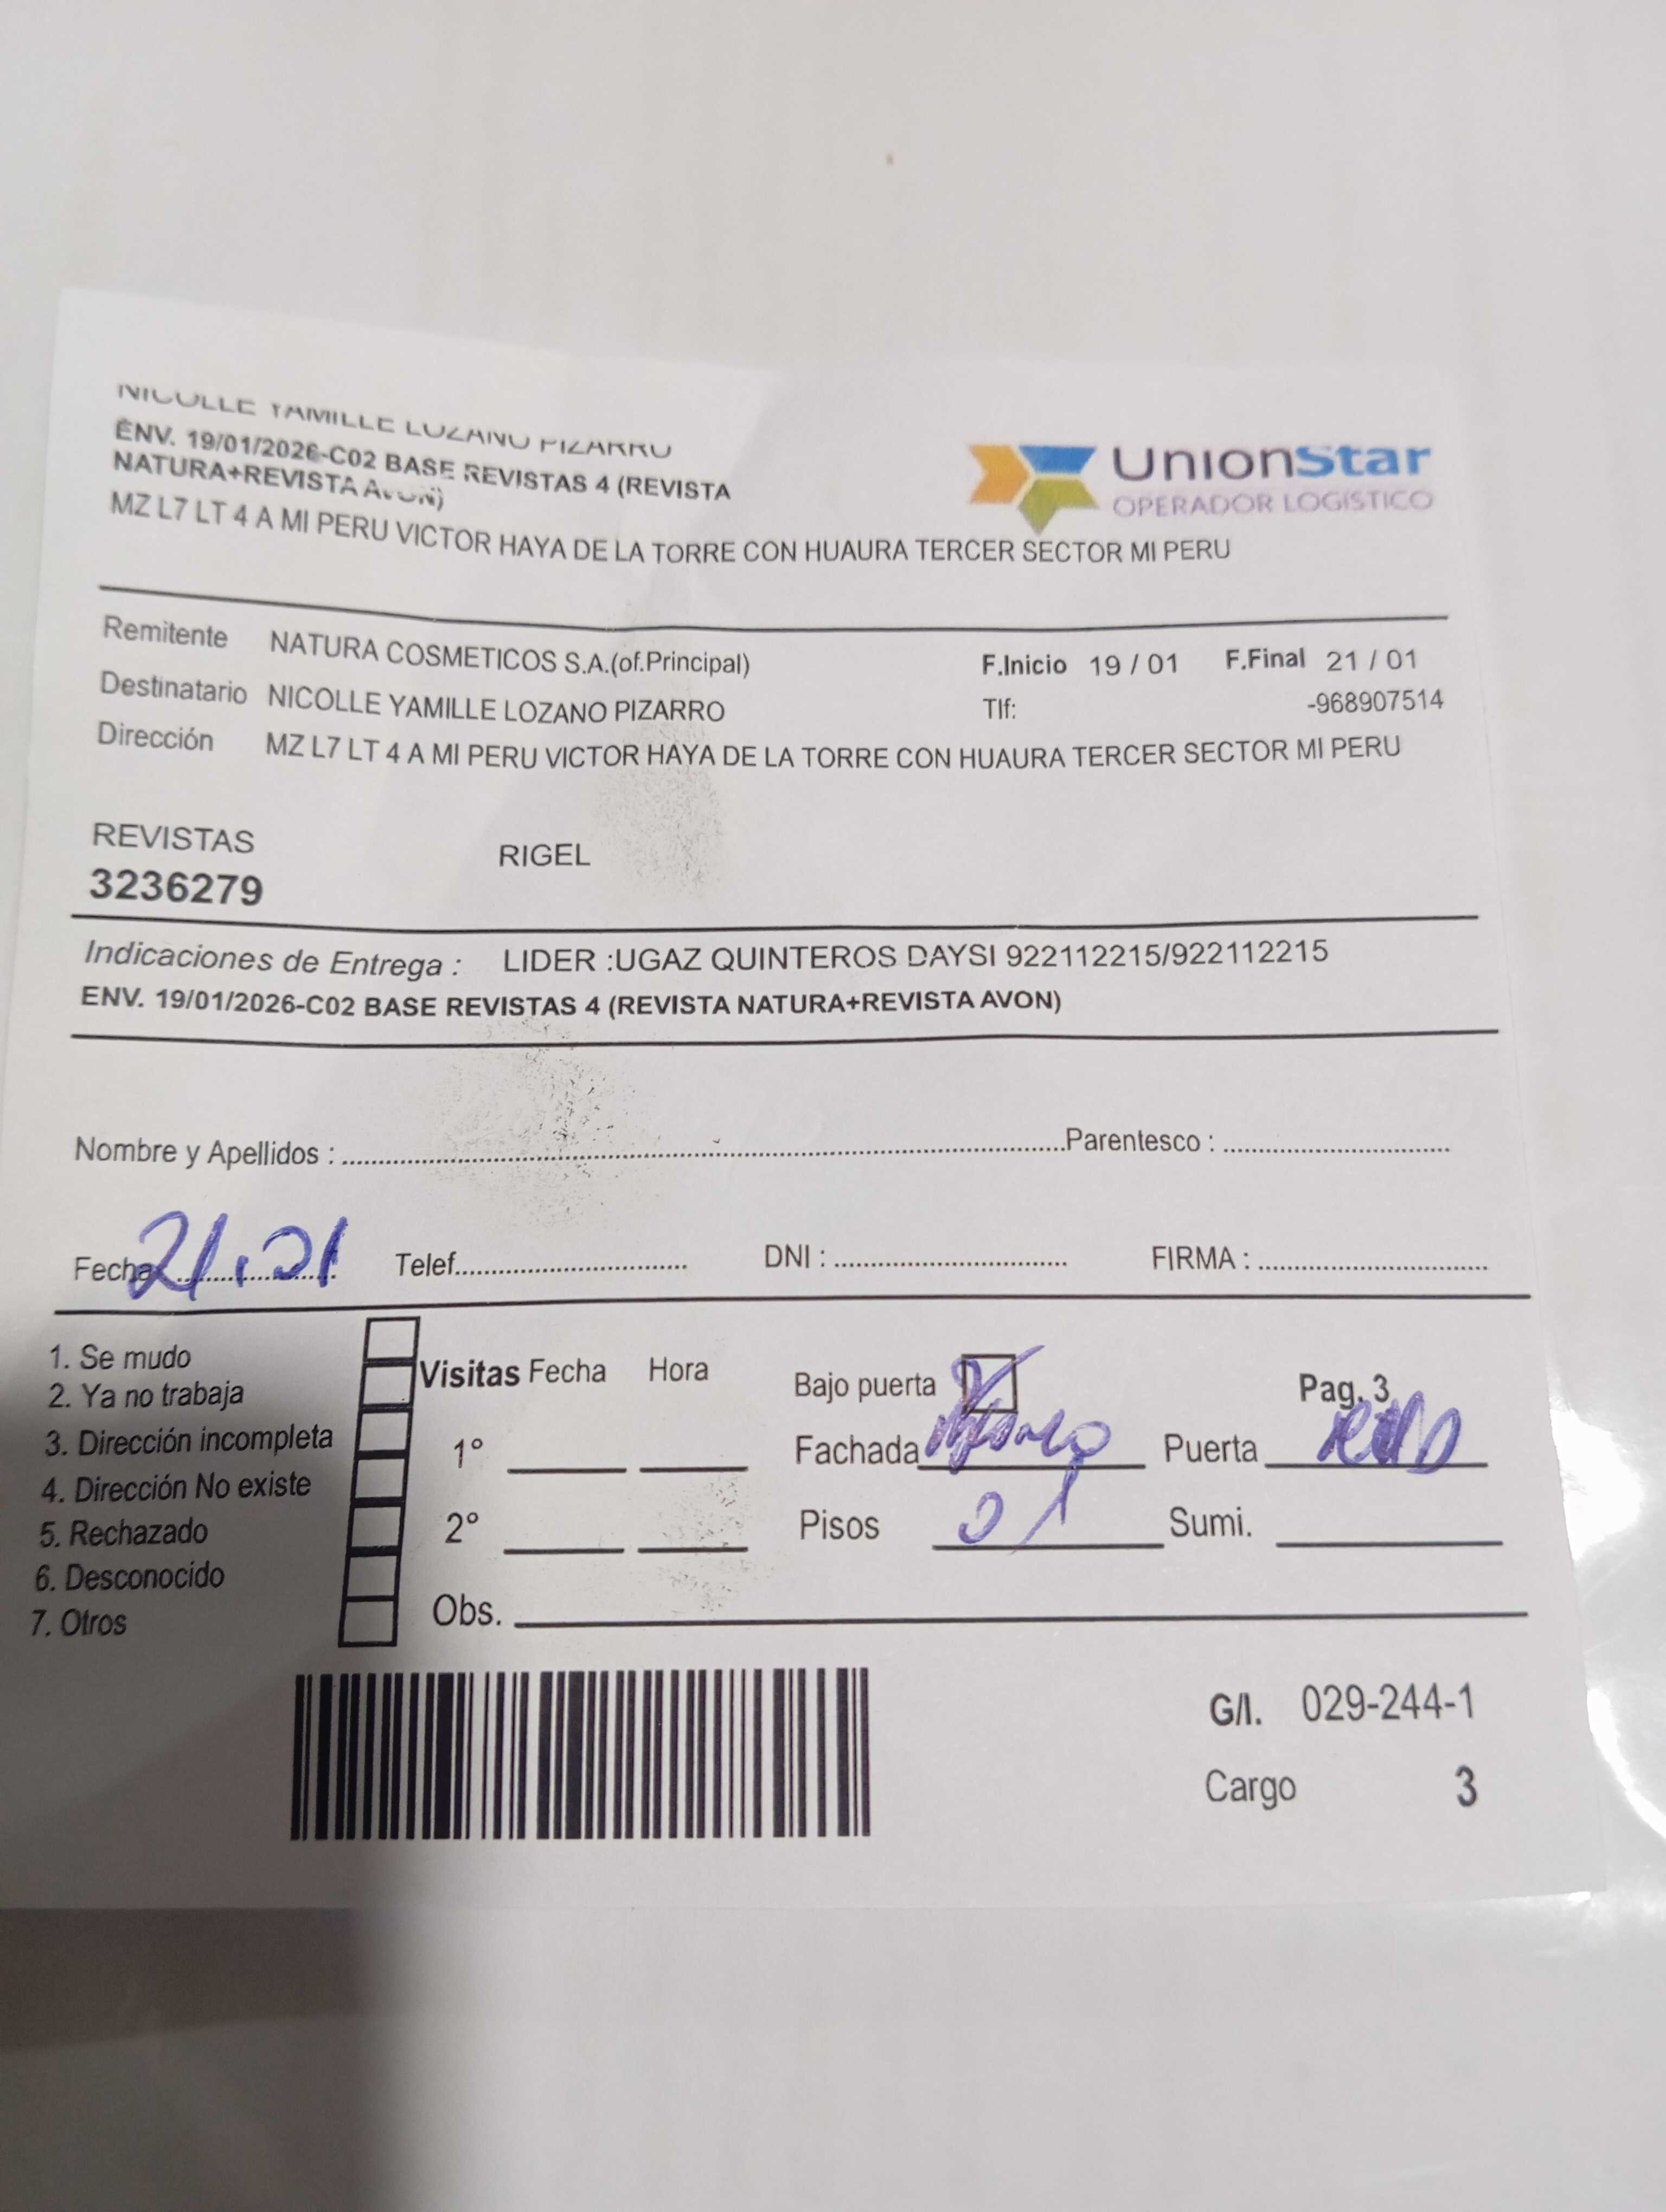 NICOLLE YAMILLE LOZANO PIZARRO
ENV. 19/01/2026-C02 BASE REVISTAS 4 (REVISTA
NATURA+REVISTA AVON)
MZ L7 LT 4 A MI PERU VICTOR HAYA DE LA TORRE CON HUAURA TERCER SECTOR MI PERU
UnionStar
OPERADOR LOGÍSTICO
Remitente NATURA COSMETICOS S.A.(of.Principal) F.Inicio 19 / 01 F.Final 21 / 01
Destinatario NICOLLE YAMILLE LOZANO PIZARRO Tlf: -968907514
Dirección MZ L7 LT 4 A MI PERU VICTOR HAYA DE LA TORRE CON HUAURA TERCER SECTOR MI PERU
REVISTAS RIGEL
3236279
Indicaciones de Entrega : LIDER :UGAZ QUINTEROS DAYSI 922112215/922112215
ENV. 19/01/2026-C02 BASE REVISTAS 4 (REVISTA NATURA+REVISTA AVON)
Nombre y Apellidos : Parentesco :
Fecha 21.01 Telef. DNI : FIRMA :
1. Se mudo
2. Ya no trabaja
3. Dirección incompleta
4. Dirección No existe
5. Rechazado
6. Desconocido
7. Otros
Visitas Fecha Hora
1°
2°
Obs.
Bajo puerta Pag. 3
Fachada Puerta
Pisos 01 Sumi.
G/I. 029-244-1
Cargo 3